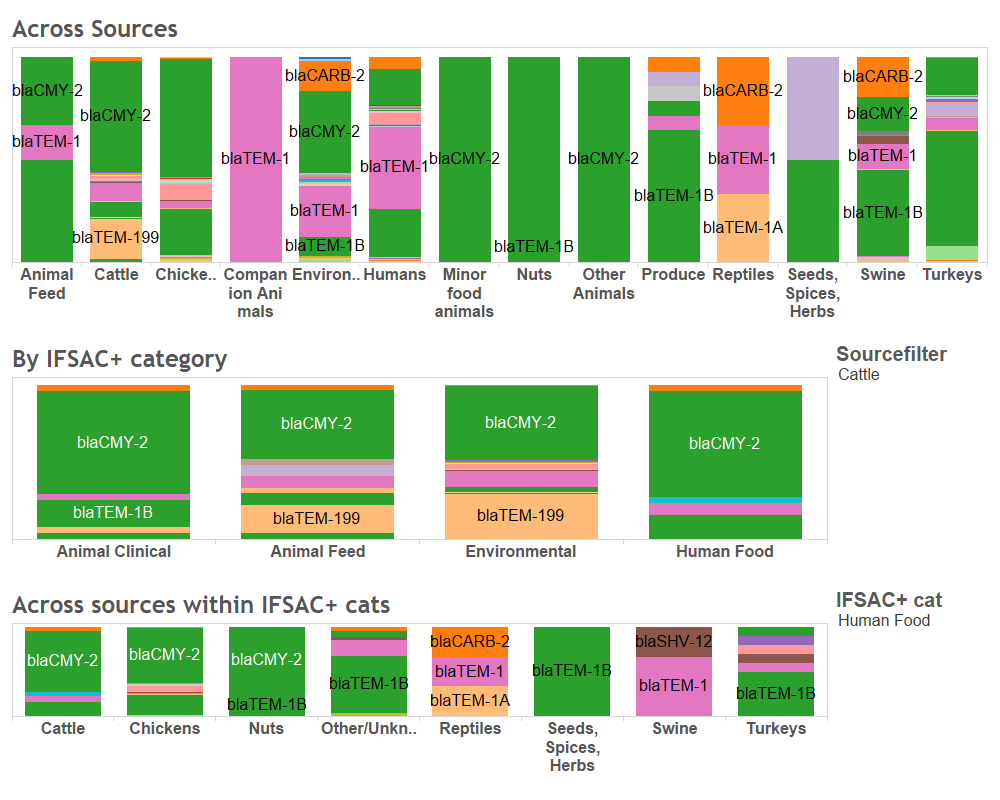 Across Sources
blaCMY-2
blaTEM-1
blaCMY-2
blaTEM-199
blaTEM-1
blaCARB-2
blaCMY-2
blaTEM-1
blaTEM-1B
blaTEM-1
blaCMY-2
blaTEM-1B
blaCMY-2
blaTEM-1B
blaCARB-2
blaTEM-1
blaTEM-1A
blaCARB-2
blaCMY-2
blaTEM-1
blaTEM-1B
Animal
Feed
Cattle
Chicke..
Compan
ion Ani
mals
Environ..
Humans
Minor
food
animals
Nuts
Other
Animals
Produce
Reptiles
Seeds,
Spices,
Herbs
Swine
Turkeys
By IFSAC+ category
Sourcefilter
Cattle
blaCMY-2
blaTEM-1B
blaCMY-2
blaTEM-199
blaCMY-2
blaTEM-199
blaCMY-2
Animal Clinical
Animal Feed
Environmental
Human Food
Across sources within IFSAC+ cats
IFSAC+ cat
Human Food
blaCMY-2
blaCMY-2
blaCMY-2
blaTEM-1B
blaTEM-1B
blaCARB-2
blaTEM-1
blaTEM-1A
blaTEM-1B
blaSHV-12
blaTEM-1
blaTEM-1B
Cattle
Chickens
Nuts
Other/Unkn..
Reptiles
Seeds,
Spices,
Herbs
Swine
Turkeys